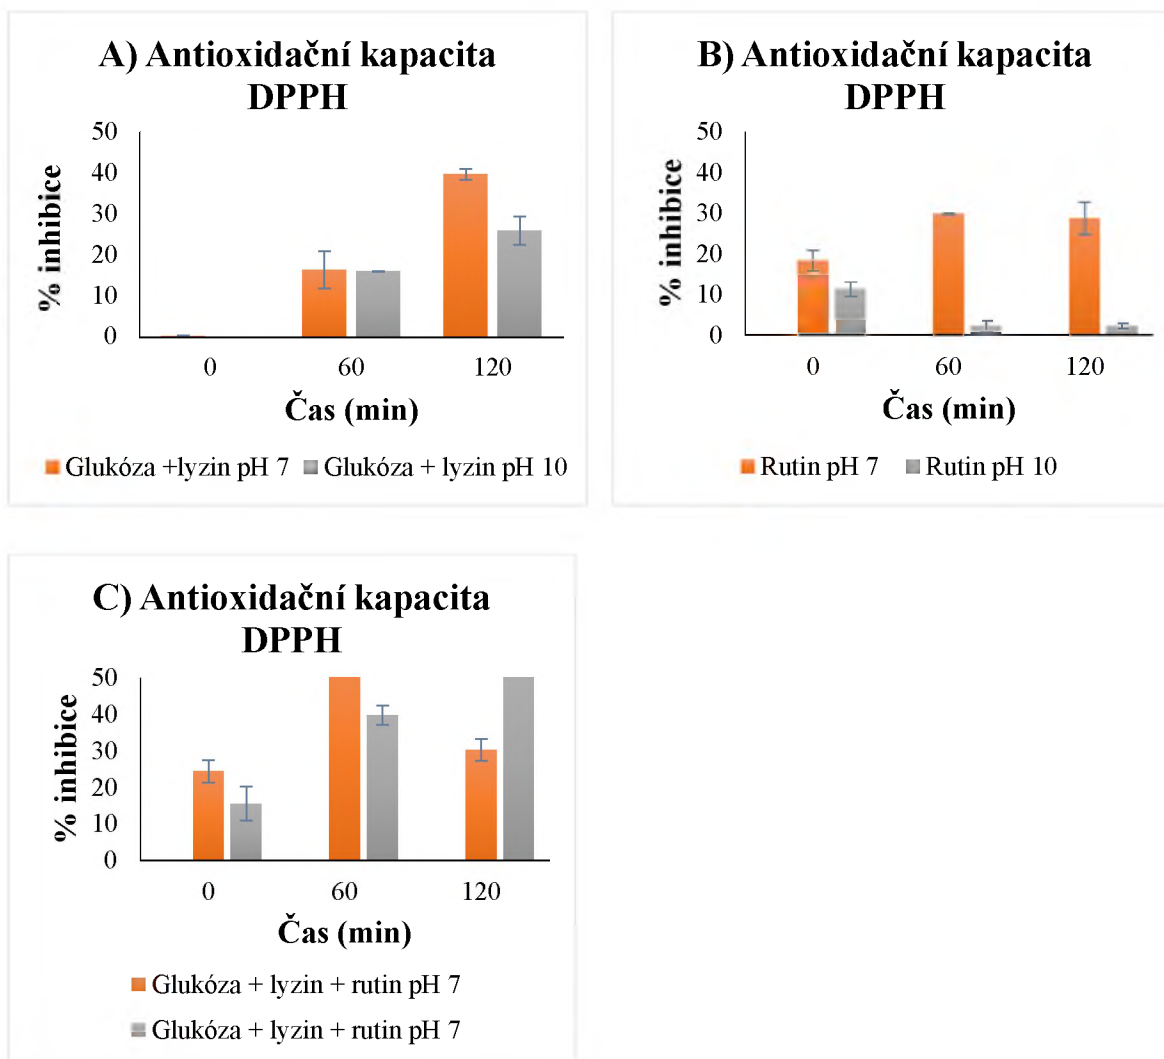 A) Antioxidační kapacita
DPPH
% inhibice
50
40
30
20
10
0
0
60
120
Čas (min)
Glukóza +lyzin pH 7
Glukóza + lyzin pH 10
B) Antioxidační kapacita
DPPH
% inhibice
50
40
30
20
10
0
0
60
120
Čas (min)
Rutin pH 7
Rutin pH 10
C) Antioxidační kapacita
DPPH
% inhibice
50
40
30
20
10
0
0
60
120
Čas (min)
Glukóza + lyzin + rutin pH 7
Glukóza + lyzin + rutin pH 7